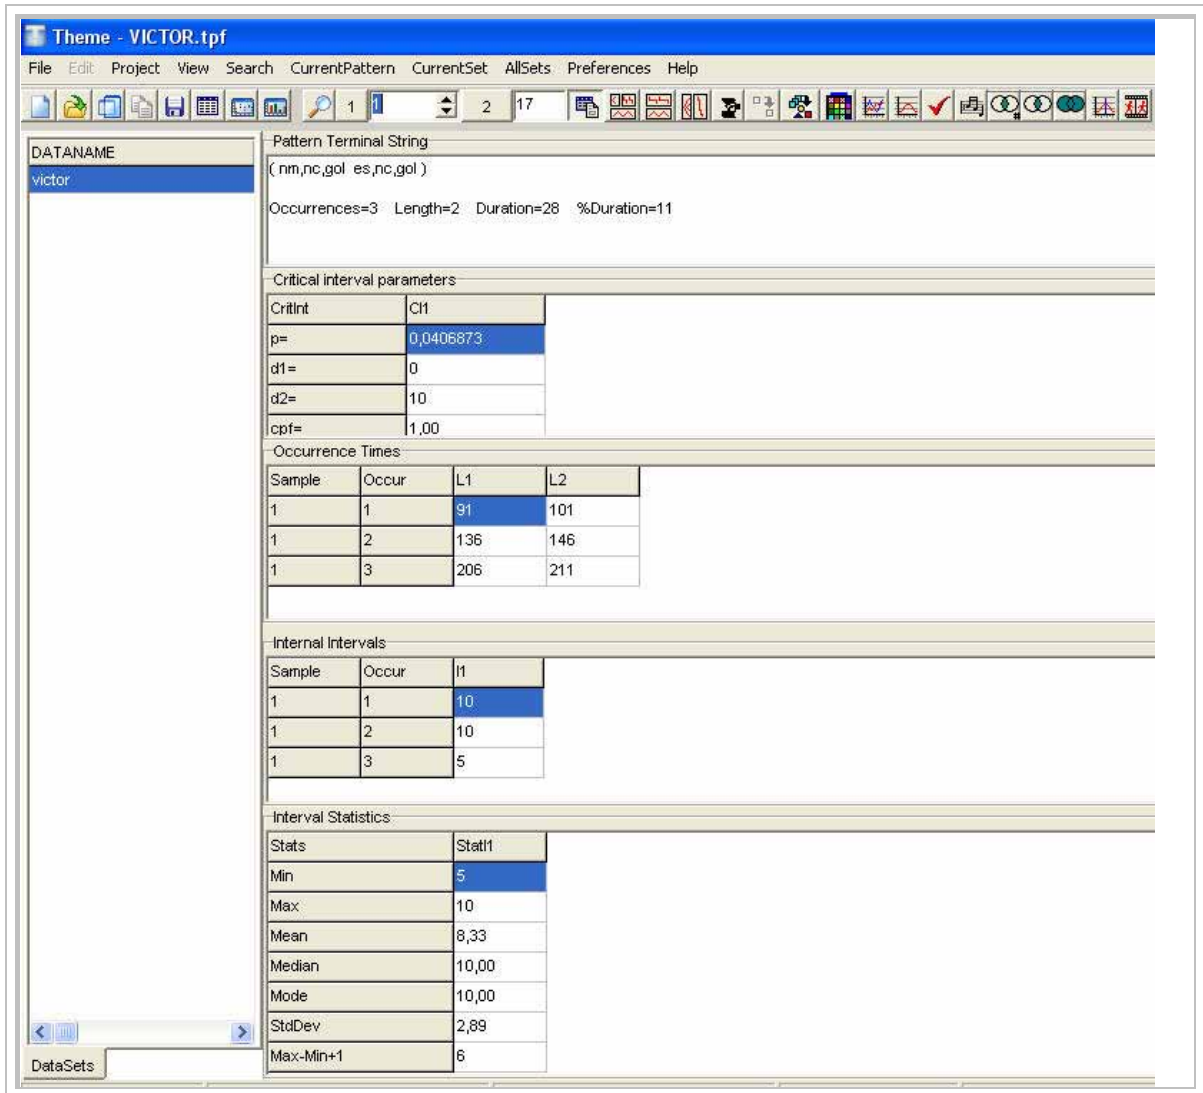 Theme - VICTOR.tpf
File Edit Project View Search CurrentPattern CurrentSet AllSets Preferences Help
1 1 2 17
DATANAME
victor
Pattern Terminal String
( nm,nc,gol es,nc,gol )
Occurrences=3 Length=2 Duration=28 %Duration=11
Critical interval parameters
CritInt CI1
p= 0,0406873
d1= 0
d2= 10
cpf= 1,00
Occurrence Times
Sample Occur L1 L2
1 1 91 101
1 2 136 146
1 3 206 211
Internal Intervals
Sample Occur I1
1 1 10
1 2 10
1 3 5
Interval Statistics
Stats StatI1
Min 5
Max 10
Mean 8,33
Median 10,00
Mode 10,00
StdDev 2,89
Max-Min+1 6
DataSets